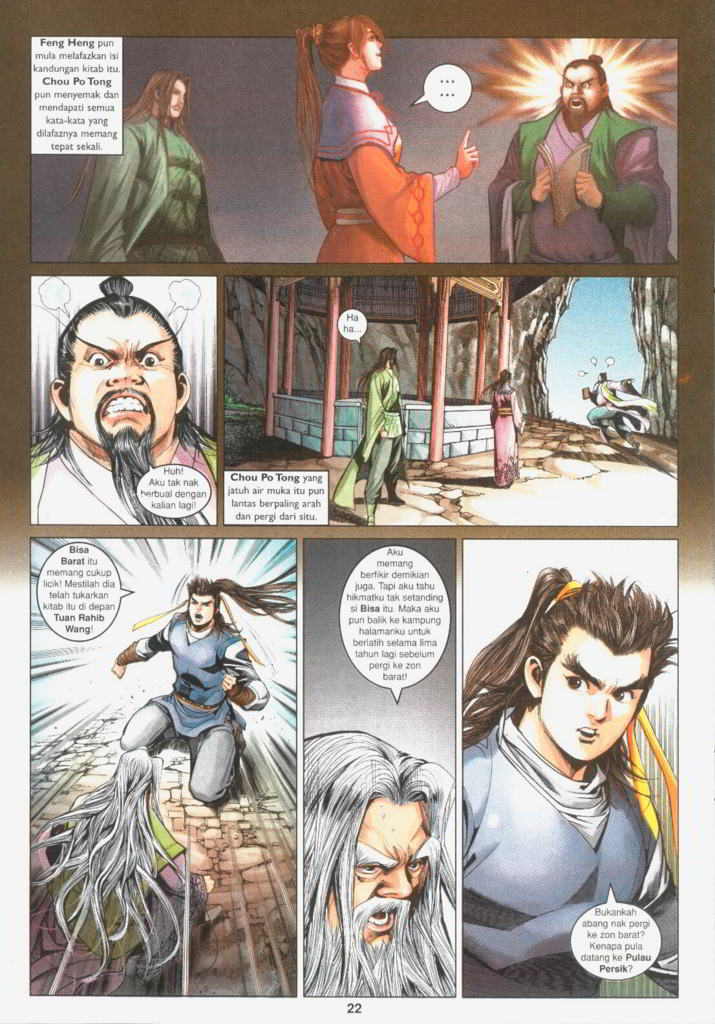 Feng Heng pun
mula melafazkan isi
kandungan kitab itu.
Chou Po Tong
pun menyemak dan
mendapati semua
kata-kata yang
dilafaznya memang
tepat sekali.
...
...
Huh!
Aku tak nak
berbual dengan
kalian lagi!
Ha
ha...
Chou Po Tong yang
jatuh air muka itu pun
lantas berpaling arah
dan pergi dari situ.
Bisa
Barat itu
memang cukup
licik! Mestilah dia
telah tukarkan
kitab itu di depan
Tuan Rahib
Wang!
Aku
memang
berfikir demikian
juga. Tapi aku tahu
hikmatku tak setanding
si Bisa itu. Maka aku
pun balik ke kampung
halamanku untuk
berlatih selama lima
tahun lagi sebelum
pergi ke zon
barat!
Bukankah
abang nak pergi
ke zon barat?
Kenapa pula
datang ke Pulau
Persik?
22